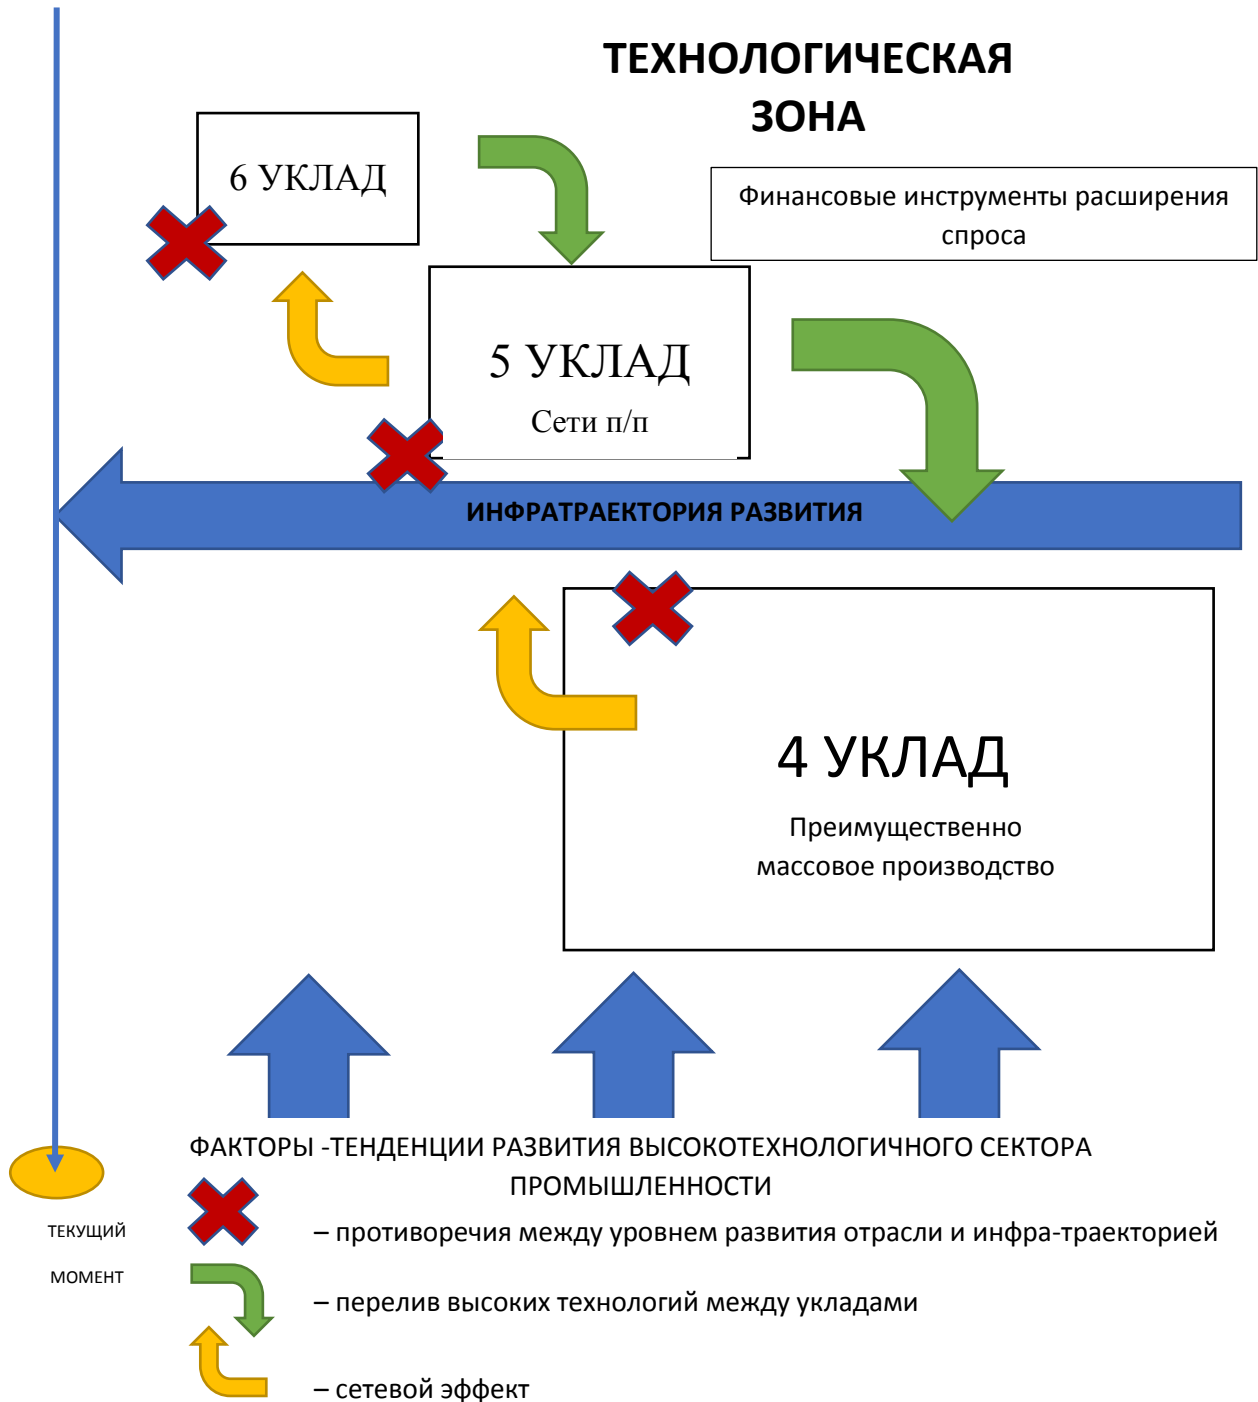 ТЕХНОЛОГИЧЕСКАЯ
ЗОНА
6 УКЛАД
Финансовые инструменты расширения
спроса
5 УКЛАД
Сети п/п
ИНФРАТРАЕКТОРИЯ РАЗВИТИЯ
4 УКЛАД
Преимущественно
массовое производство
ФАКТОРЫ -ТЕНДЕНЦИИ РАЗВИТИЯ ВЫСОКОТЕХНОЛОГИЧНОГО СЕКТОРА
ПРОМЫШЛЕННОСТИ
ТЕКУЩИЙ
МОМЕНТ
– противоречия между уровнем развития отрасли и инфра-траекторией
– перелив высоких технологий между укладами
– сетевой эффект